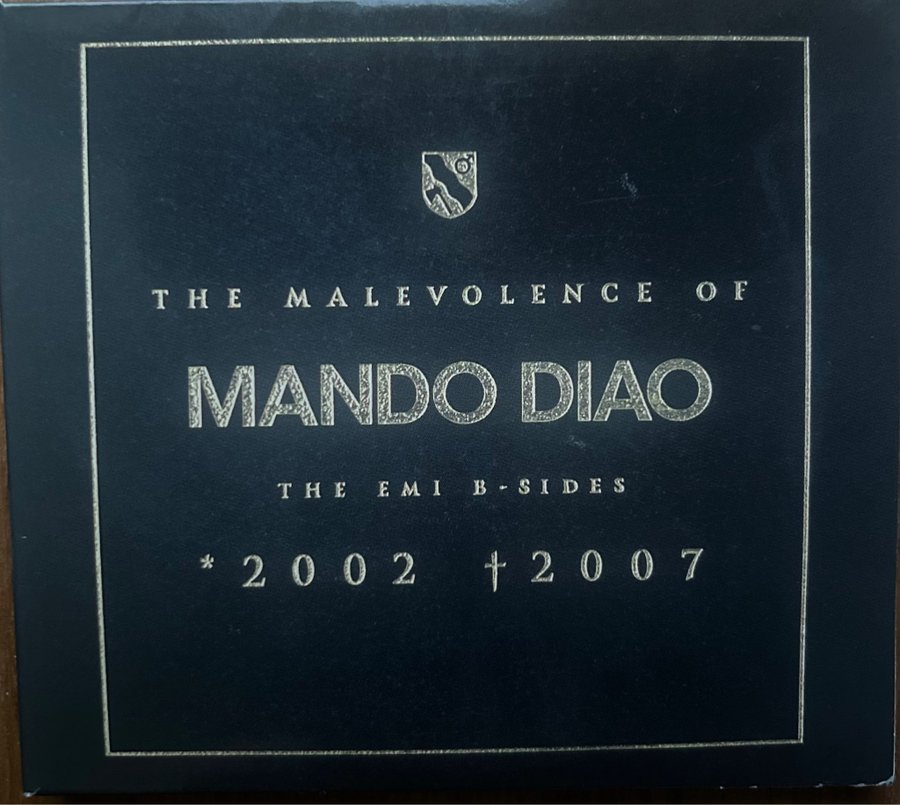 THE MALEVOLENCE OF
MANDO DIAO
THE EMI B-SIDES
*2002 †2007